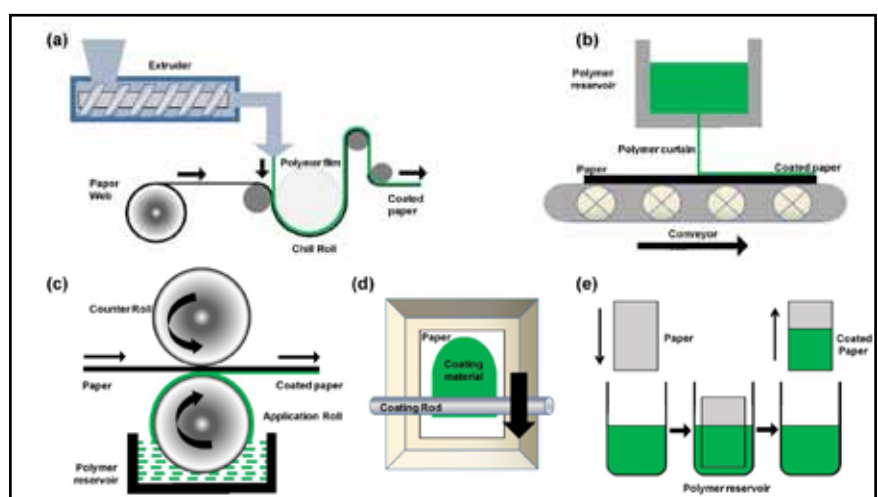 (a)
Extruder
Polymer film
Paper
Web
Coated
paper
Chill Roll
(b)
Polymer
reservoir
Polymer curtain
Paper
Coated paper
Conveyor
(c)
Counter Roll
Paper
Coated paper
Application Roll
Polymer
reservoir
(d)
Paper
Coating
material
Coating Rod
(e)
Paper
Coated
Paper
Polymer reservoir